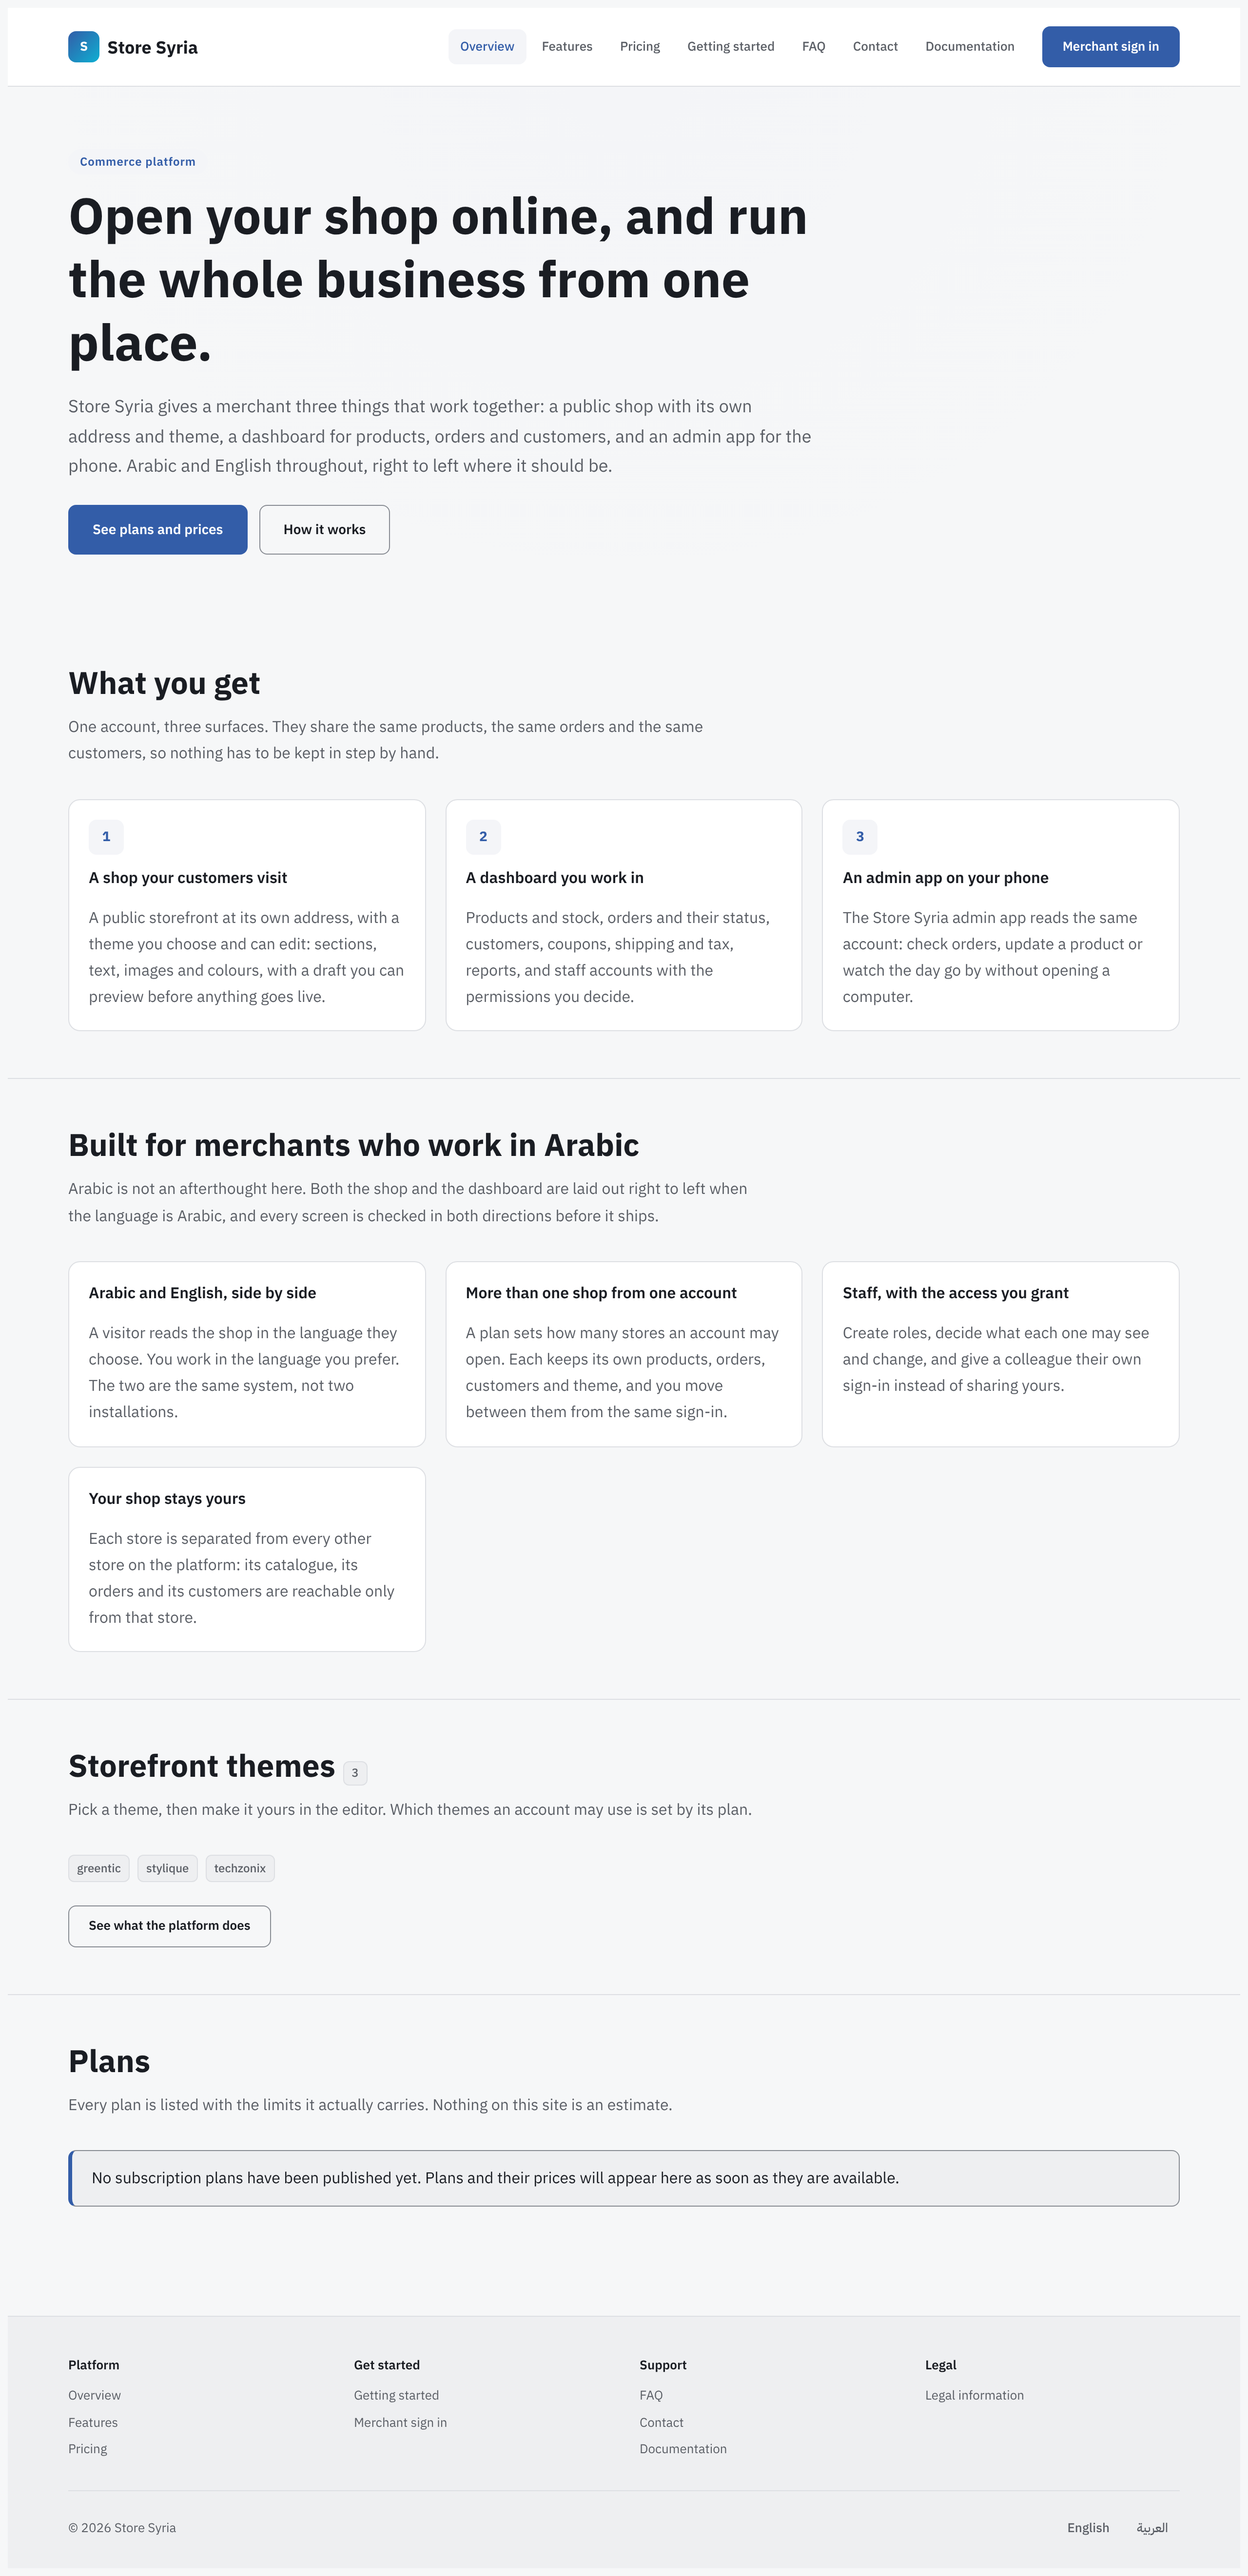 S Store Syria
Overview Features Pricing Getting started FAQ Contact Documentation Merchant sign in
Commerce platform
Open your shop online, and run
the whole business from one
place.
Store Syria gives a merchant three things that work together: a public shop with its own
address and theme, a dashboard for products, orders and customers, and an admin app for the
phone. Arabic and English throughout, right to left where it should be.
See plans and prices How it works
What you get
One account, three surfaces. They share the same products, the same orders and the same
customers, so nothing has to be kept in step by hand.
1
A shop your customers visit
A public storefront at its own address, with a
theme you choose and can edit: sections,
text, images and colours, with a draft you can
preview before anything goes live.
2
A dashboard you work in
Products and stock, orders and their status,
customers, coupons, shipping and tax,
reports, and staff accounts with the
permissions you decide.
3
An admin app on your phone
The Store Syria admin app reads the same
account: check orders, update a product or
watch the day go by without opening a
computer.
Built for merchants who work in Arabic
Arabic is not an afterthought here. Both the shop and the dashboard are laid out right to left when
the language is Arabic, and every screen is checked in both directions before it ships.
Arabic and English, side by side
A visitor reads the shop in the language they
choose. You work in the language you prefer.
The two are the same system, not two
installations.
More than one shop from one account
A plan sets how many stores an account may
open. Each keeps its own products, orders,
customers and theme, and you move
between them from the same sign-in.
Staff, with the access you grant
Create roles, decide what each one may see
and change, and give a colleague their own
sign-in instead of sharing yours.
Your shop stays yours
Each store is separated from every other
store on the platform: its catalogue, its
orders and its customers are reachable only
from that store.
Storefront themes 3
Pick a theme, then make it yours in the editor. Which themes an account may use is set by its plan.
greentic stylique techzonix
See what the platform does
Plans
Every plan is listed with the limits it actually carries. Nothing on this site is an estimate.
No subscription plans have been published yet. Plans and their prices will appear here as soon as they are available.
Platform
Overview
Features
Pricing
Get started
Getting started
Merchant sign in
Support
FAQ
Contact
Documentation
Legal
Legal information
© 2026 Store Syria
English العربية